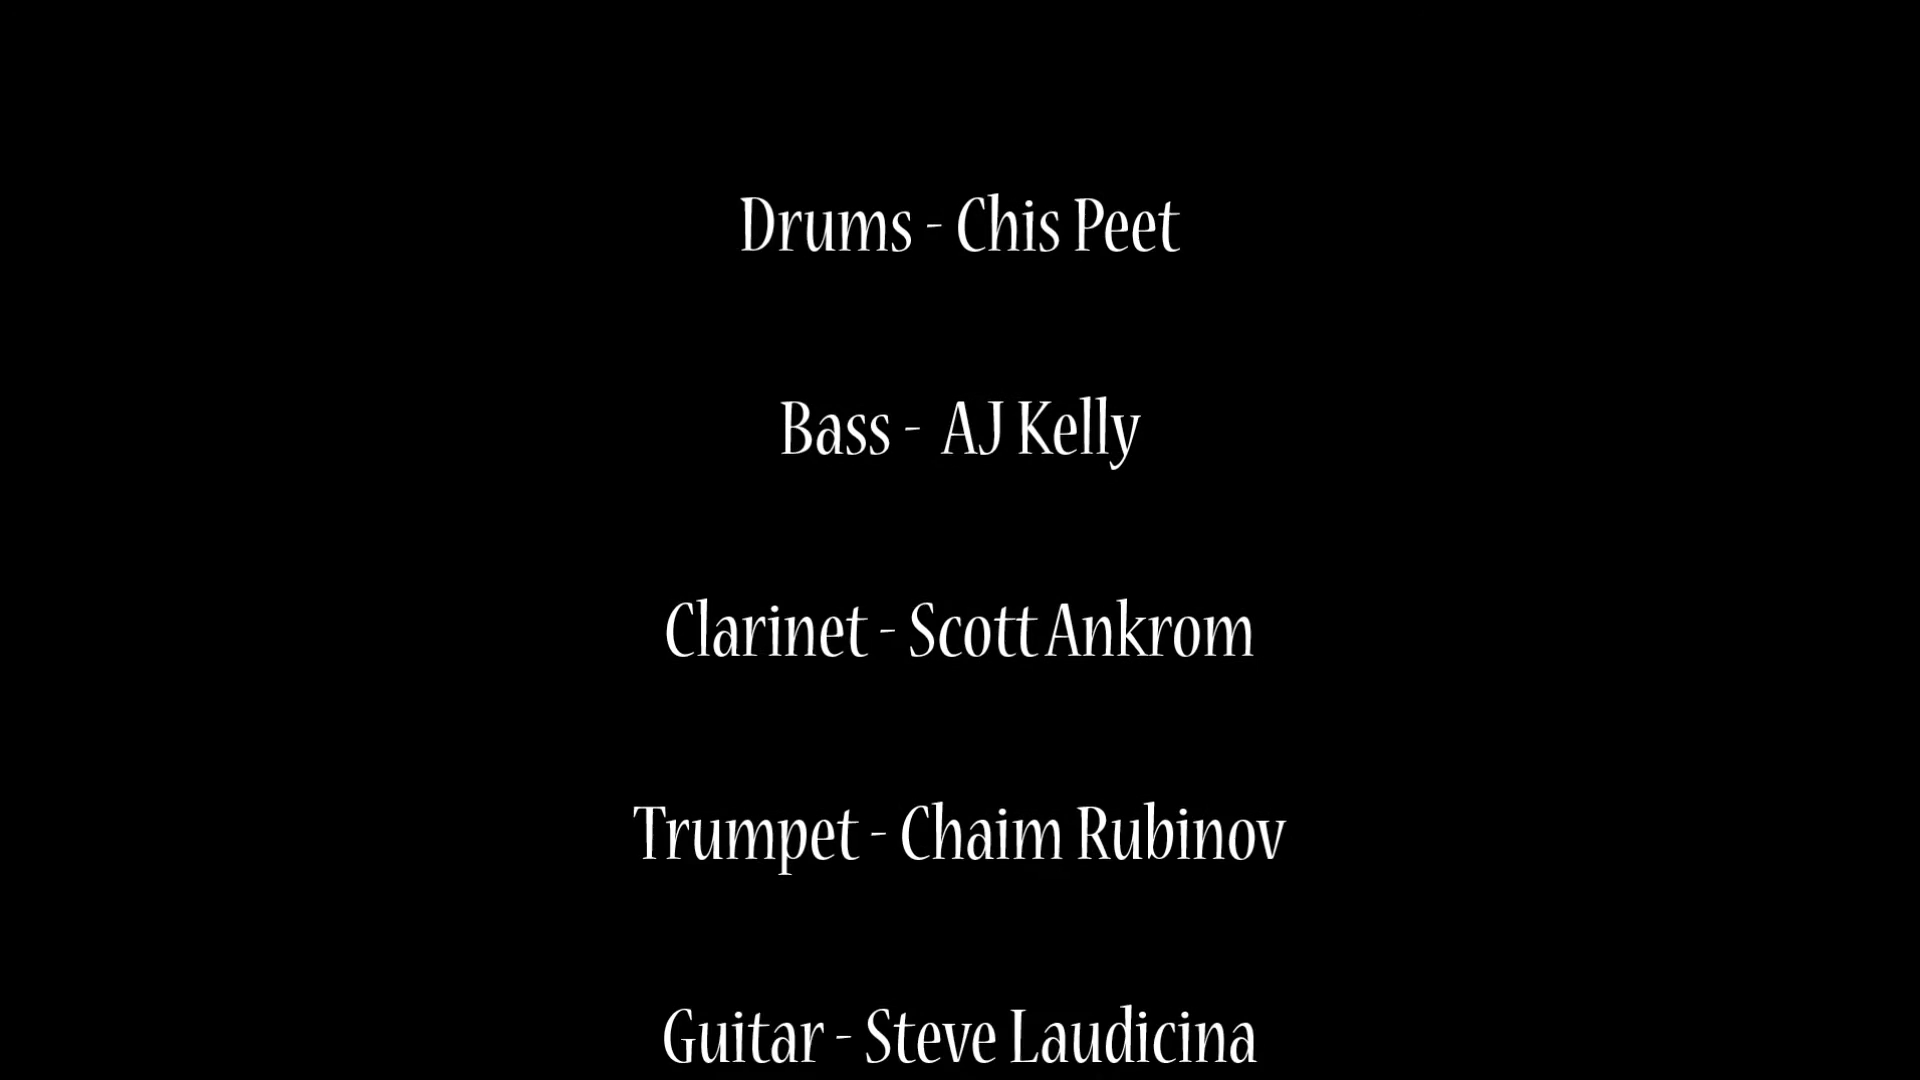 Drums - Chis Peet
Bass -  AJ Kelly
Clarinet - Scott Ankrom
Trumpet - Chaim Rubinov
Guitar - Steve Laudicina